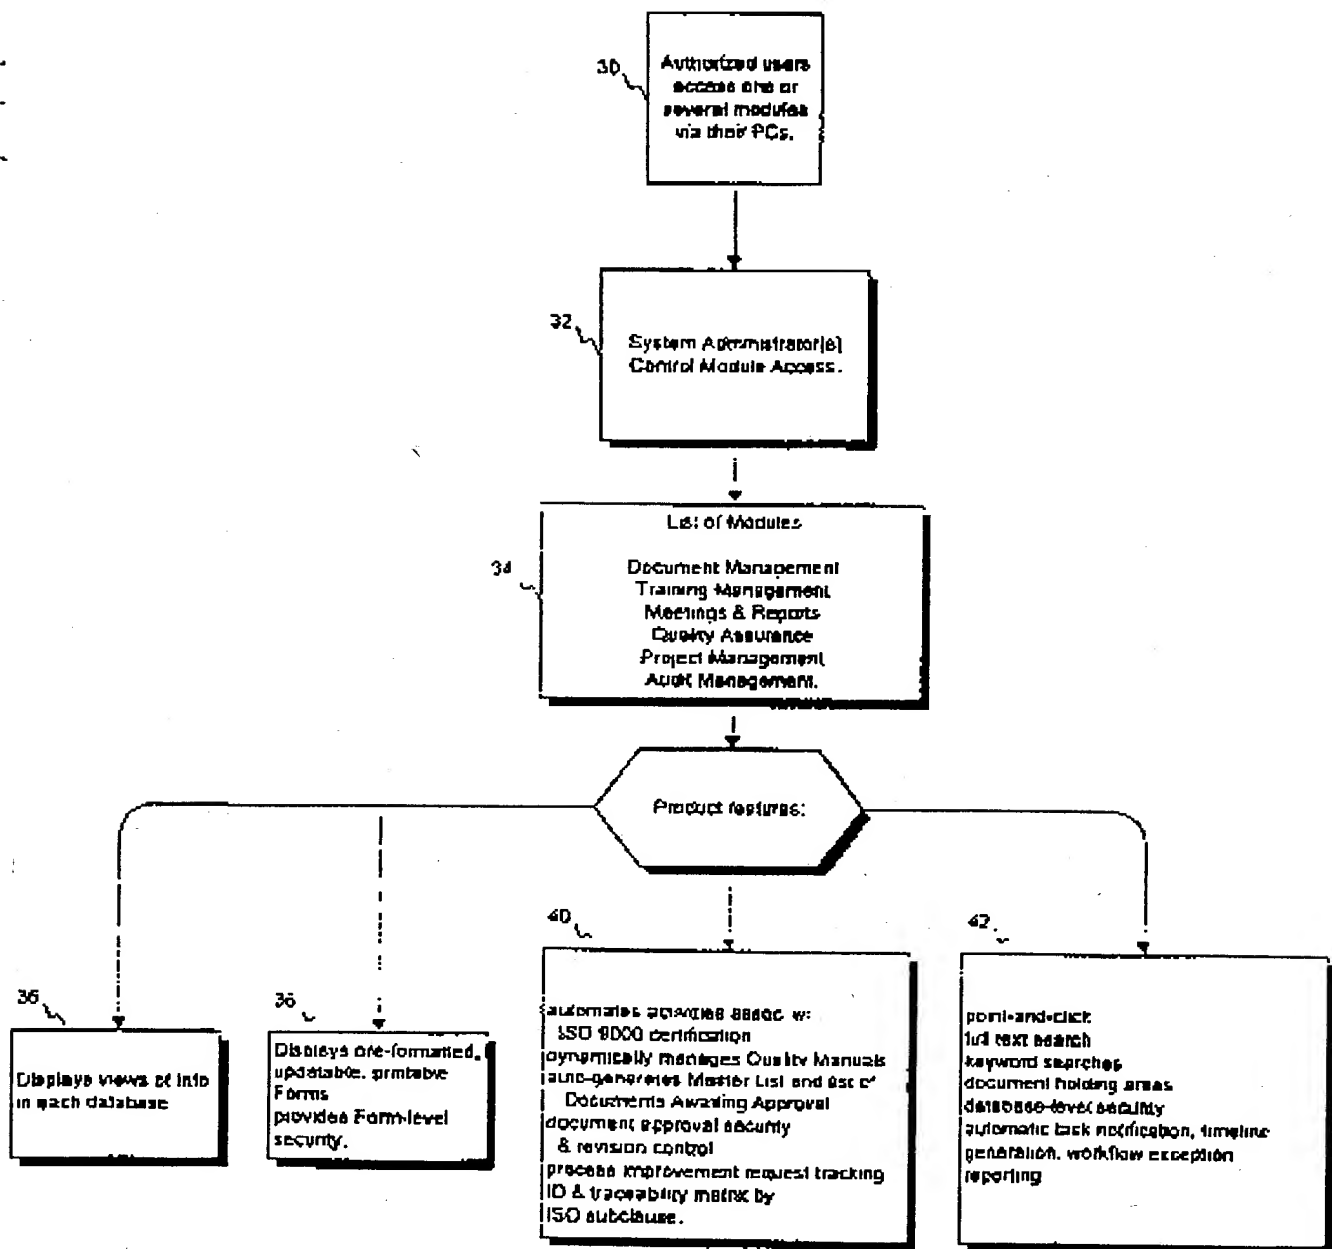 30
Authorized users
access one or
several modules
via their PCs.
32
System Administrator(s)
Control Module Access.
34
List of Modules
Document Management
Training Management
Meetings & Reports
Quality Assurance
Project Management
Audit Management.
Product features:
36
Displays views of info
in each database
36
Displays pre-formatted,
updatable, printable
Forms
provides Form-level
security.
40
automates activities assoc w:
ISO 9000 certification
dynamically manages Quality Manuals
auto-generates Master List and list of
Documents Awaiting Approval
document approval security
& revision control
process improvement request tracking
ID & traceability matrix by
ISO subclause.
42
point-and-click
full text search
keyword searches
document holding areas
database-level security
automatic task notification, timeline
generation, workflow exception
reporting